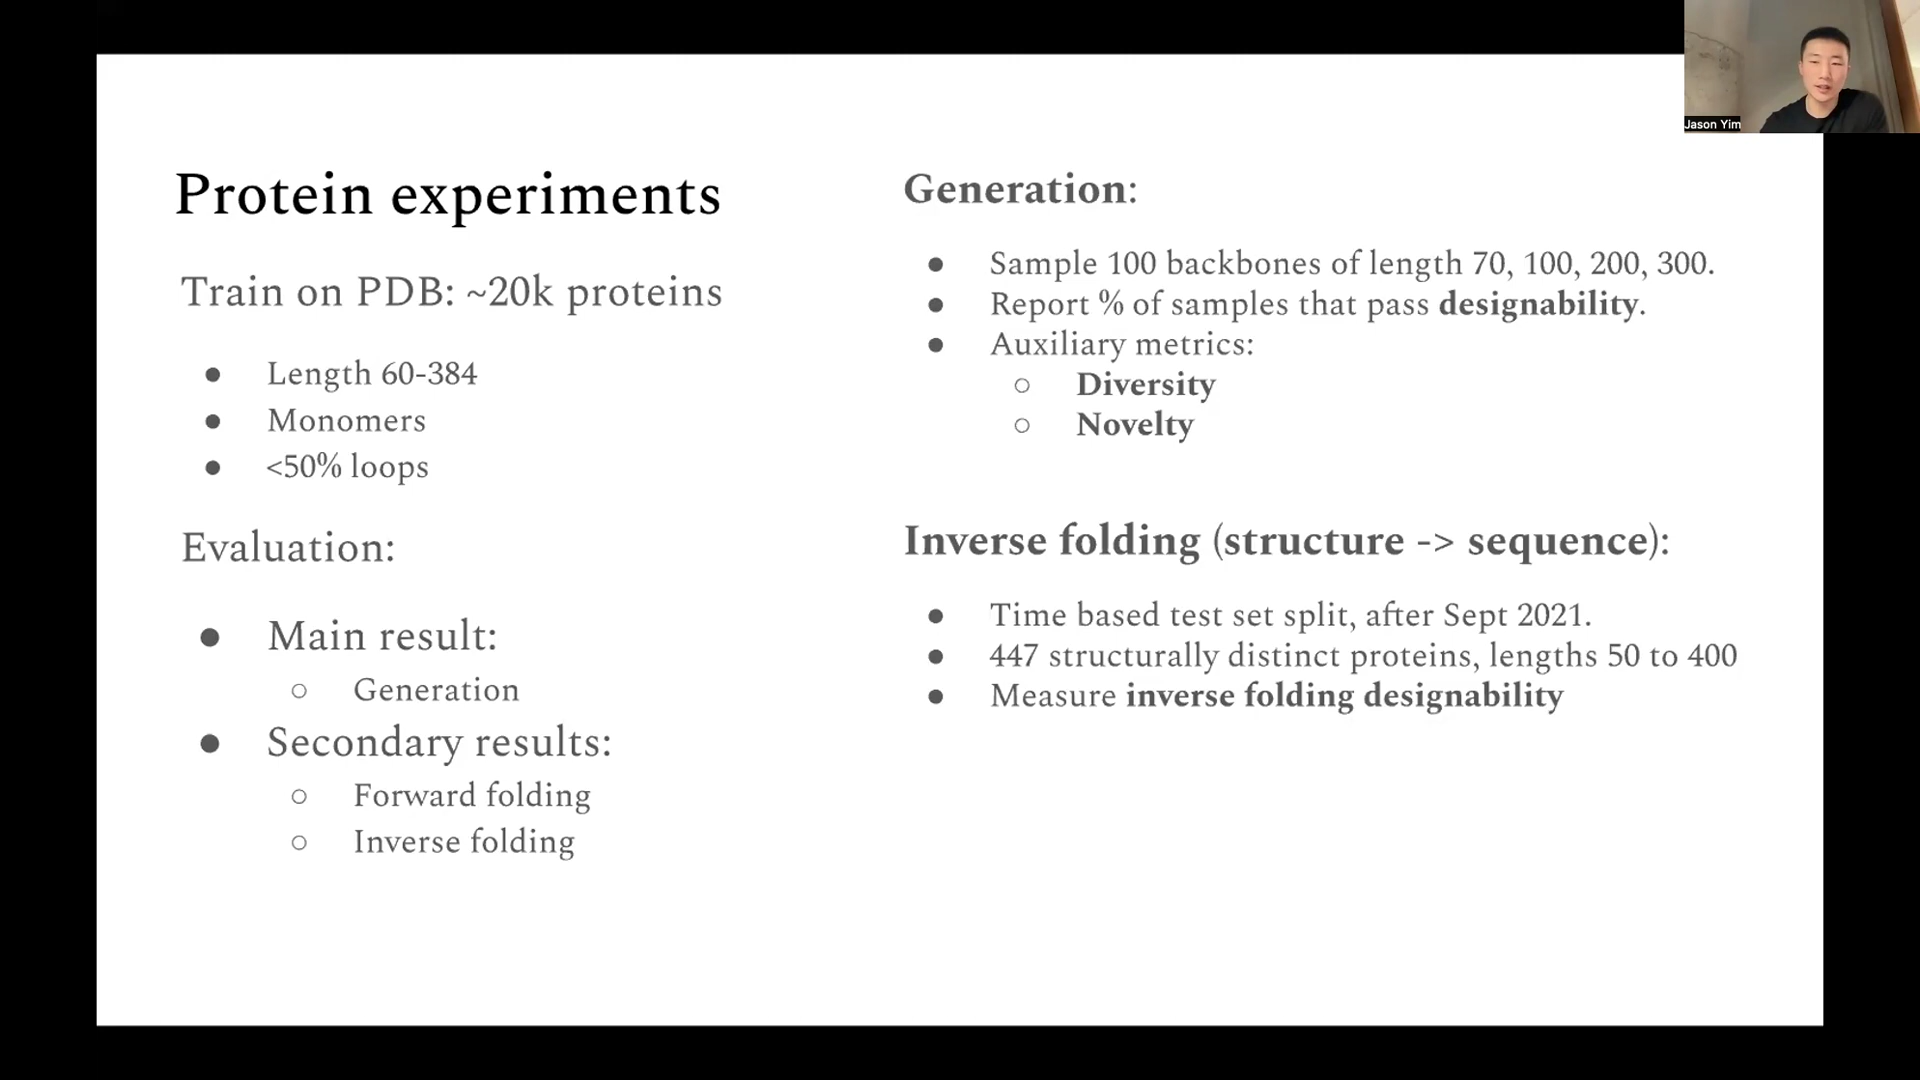 Protein experiments
Train on PDB: ~20k proteins
● Length 60-384
● Monomers
● <50% loops
Evaluation:
● Main result:
○ Generation
● Secondary results:
○ Forward folding
○ Inverse folding
Generation:
● Sample 100 backbones of length 70, 100, 200, 300.
● Report % of samples that pass designability.
● Auxiliary metrics:
○ Diversity
○ Novelty
Inverse folding (structure -> sequence):
● Time based test set split, after Sept 2021.
● 447 structurally distinct proteins, lengths 50 to 400
● Measure inverse folding designability
Jason Yim